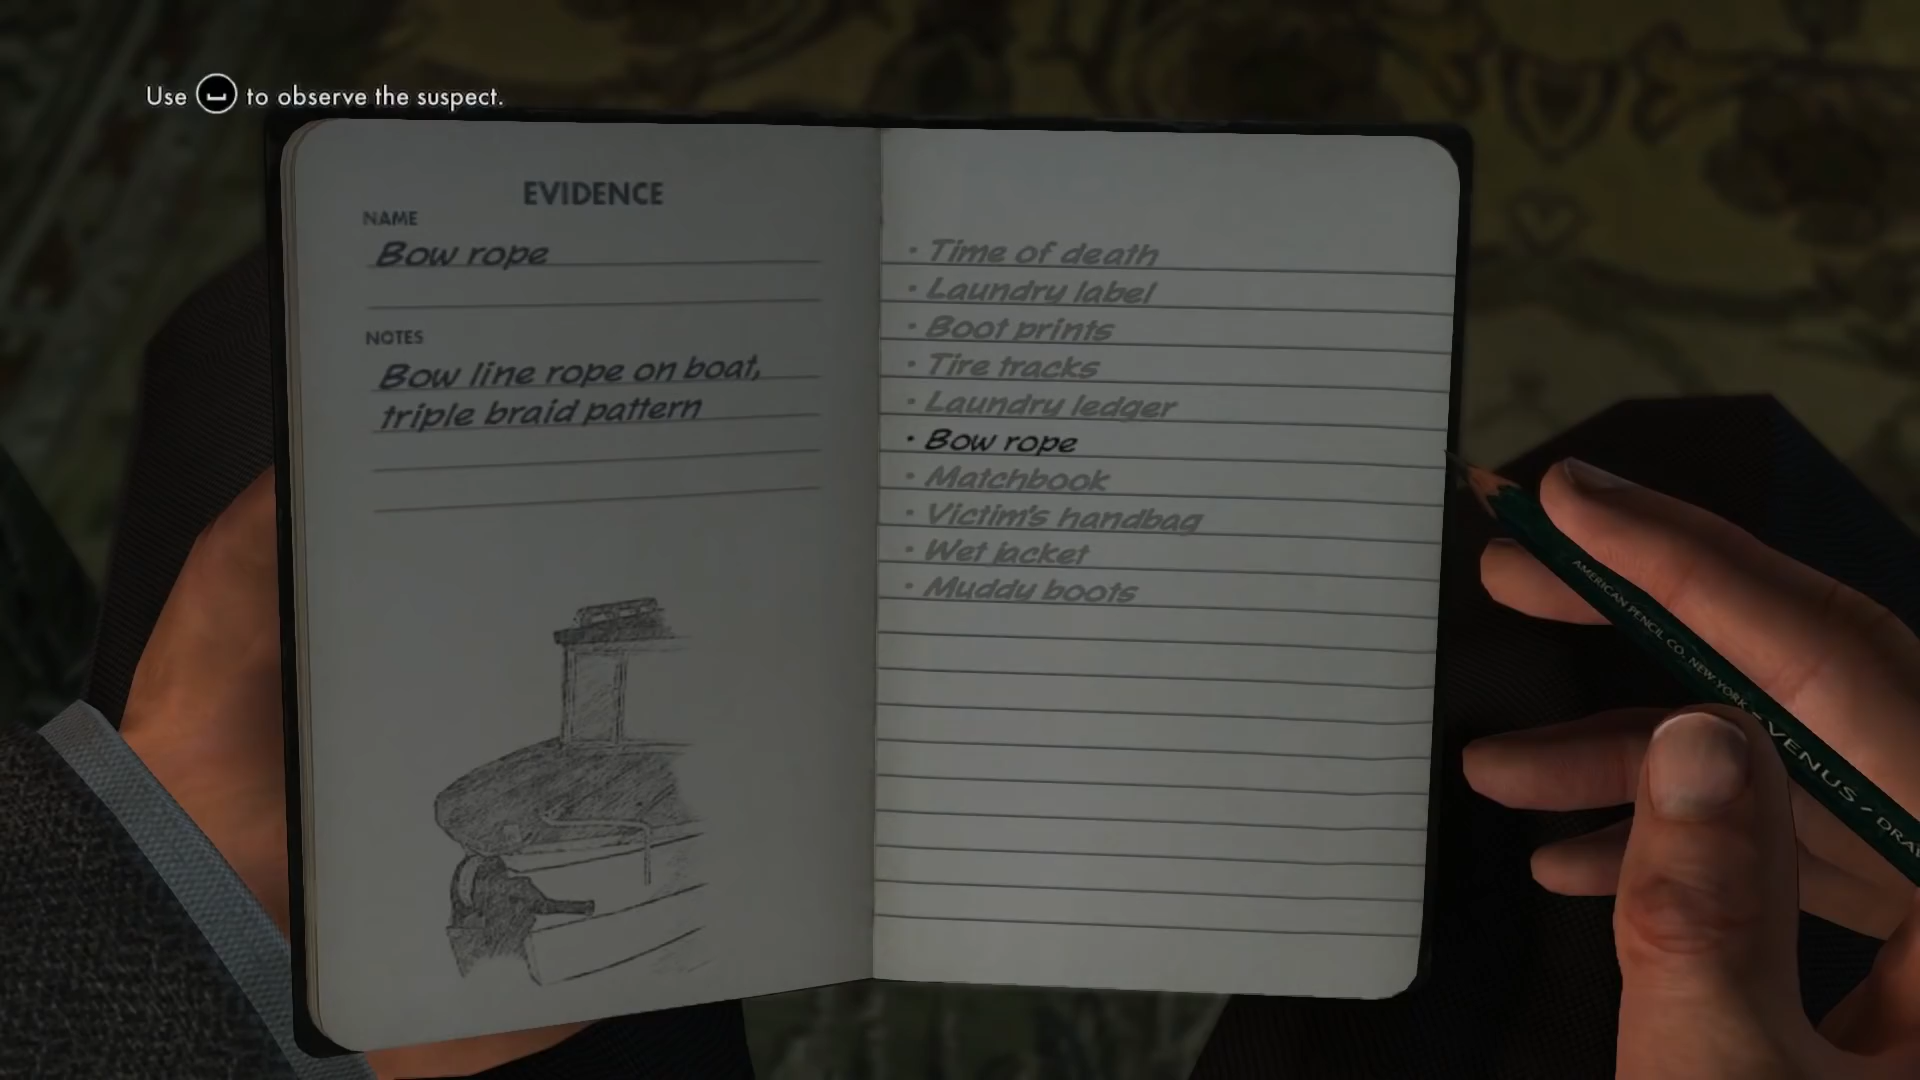 Use to observe the suspect.
EVIDENCE
NAME
Bow rope
NOTES
Bow line rope on boat,
triple braid pattern
• Time of death
• Laundry label
• Boot prints
• Tire tracks
• Laundry ledger
• Bow rope
• Matchbook
• Victim's handbag
• Wet jacket
• Muddy boots
AMERICAN PENCIL CO. NEW YORK - VENUS